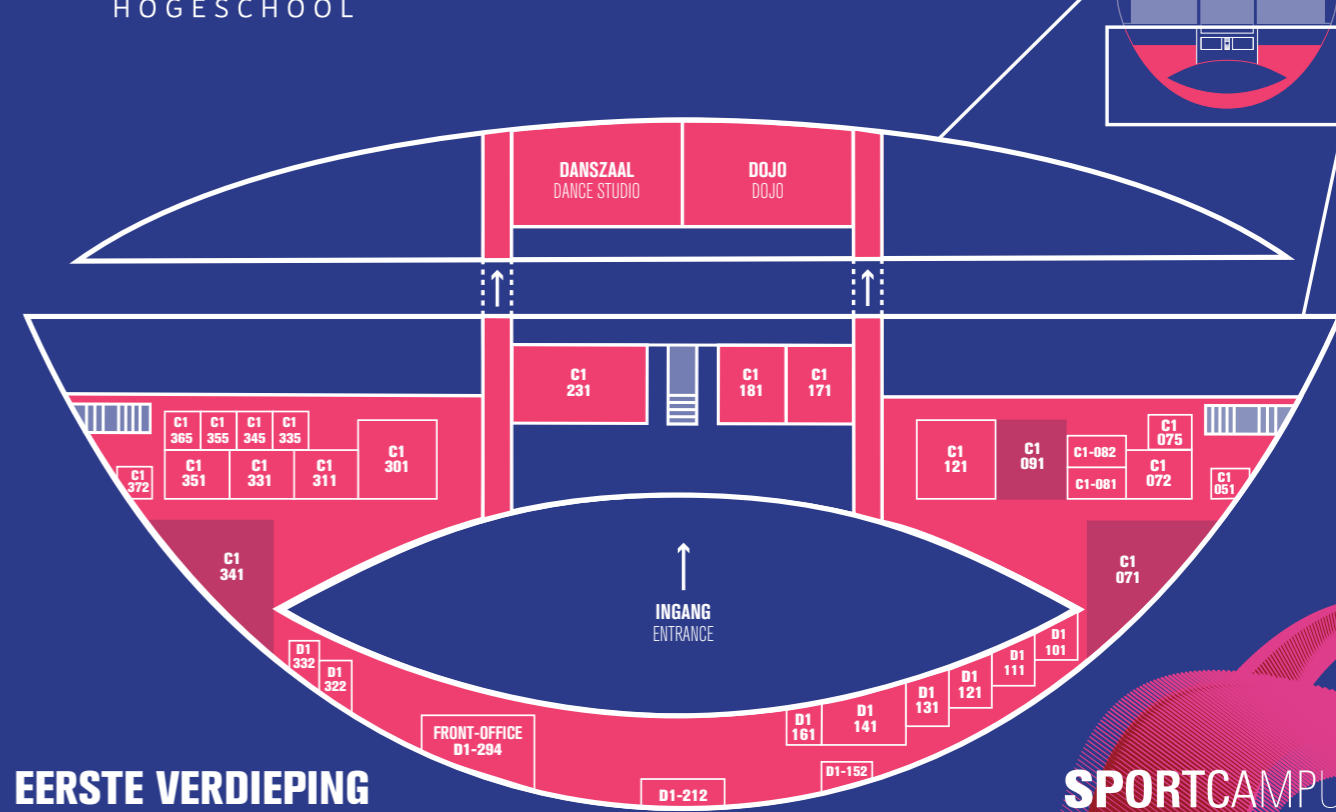 HOGESCHOOL
DANSZAAL
DANCE STUDIO
DOJO
DOJO
C1
231
C1
181
C1
171
C1
365
C1
355
C1
345
C1
335
C1
301
C1
372
C1
351
C1
331
C1
311
C1
341
C1
121
C1
091
C1-082
C1-081
C1
075
C1
072
C1
051
C1
071
INGANG
ENTRANCE
D1
332
D1
322
FRONT-OFFICE
D1-294
D1-212
D1
161
D1
141
D1-152
D1
131
D1
121
D1
111
D1
101
EERSTE VERDIEPING
SPORTCAMPU